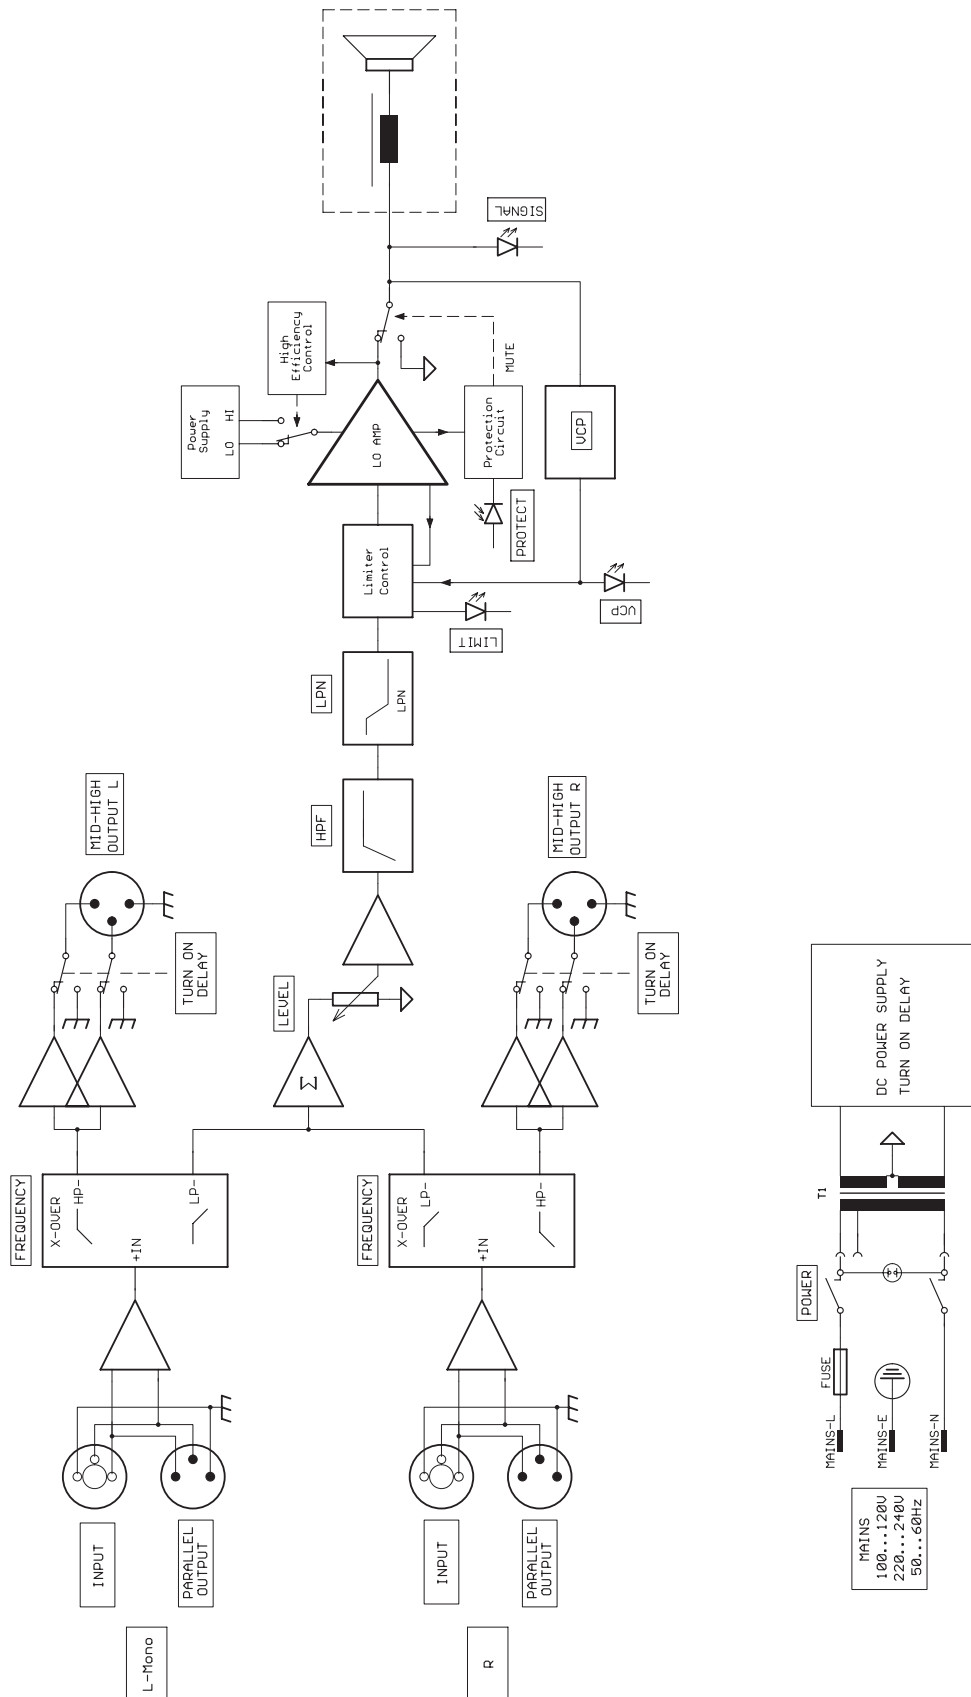 L-Mono
INPUT
PARALLEL
OUTPUT
FREQUENCY
X-OVER
HP-
LP-
+IN
TURN ON
DELAY
MID-HIGH
OUTPUT L
R
INPUT
PARALLEL
OUTPUT
FREQUENCY
X-OVER
LP-
HP-
+IN
TURN ON
DELAY
MID-HIGH
OUTPUT R
Σ
LEVEL
HPF
LPN
LPN
Limiter
Control
LIMIT
VCP
LO AMP
Power
Supply
LO HI
High
Efficiency
Control
Protection
Circuit
PROTECT
MUTE
VCP
SIGNAL
MAINS
100...120V
220...240V
50...60Hz
MAINS-L
MAINS-E
MAINS-N
FUSE
POWER
T1
DC POWER SUPPLY
TURN ON DELAY